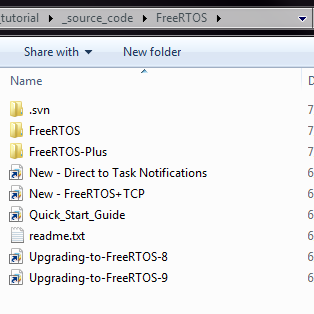 _tutorial ▸ _source_code ▸ FreeRTOS ▸
Share with ▾ New folder
Name D
.svn 7
FreeRTOS 7
FreeRTOS-Plus 7
New - Direct to Task Notifications 6
New - FreeRTOS+TCP 6
Quick_Start_Guide 6
readme.txt 6
Upgrading-to-FreeRTOS-8 6
Upgrading-to-FreeRTOS-9 6